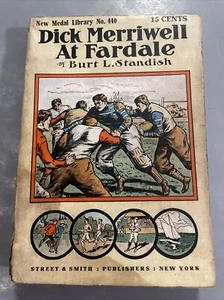 New Medal Library No. 440
15 CENTS
Dick Merriwell
At Fardale
by Burt L. Standish
STREET & SMITH : PUBLISHERS : NEW YORK